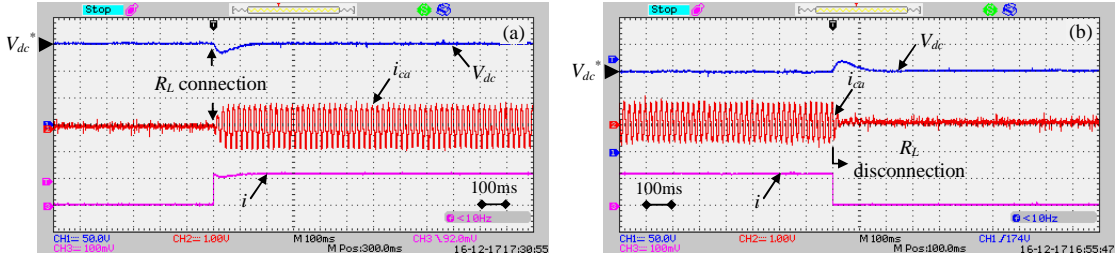 Stop
(a)
Vdc*
Vdc
RL connection
ica
100ms
i
<10Hz
CH1= 50.0V CH2= 1.00V M 100ms CH3 92.0mV
CH3= 100mV M Pos:300.0ms 16-12-17 17:30:55
Stop
(b)
Vdc
Vdc*
ica
RL
disconnection
100ms
i
<10Hz
CH1= 50.0V CH2= 1.00V M 100ms CH1 174V
CH3= 100mV M Pos:100.0ms 16-12-17 16:55:47